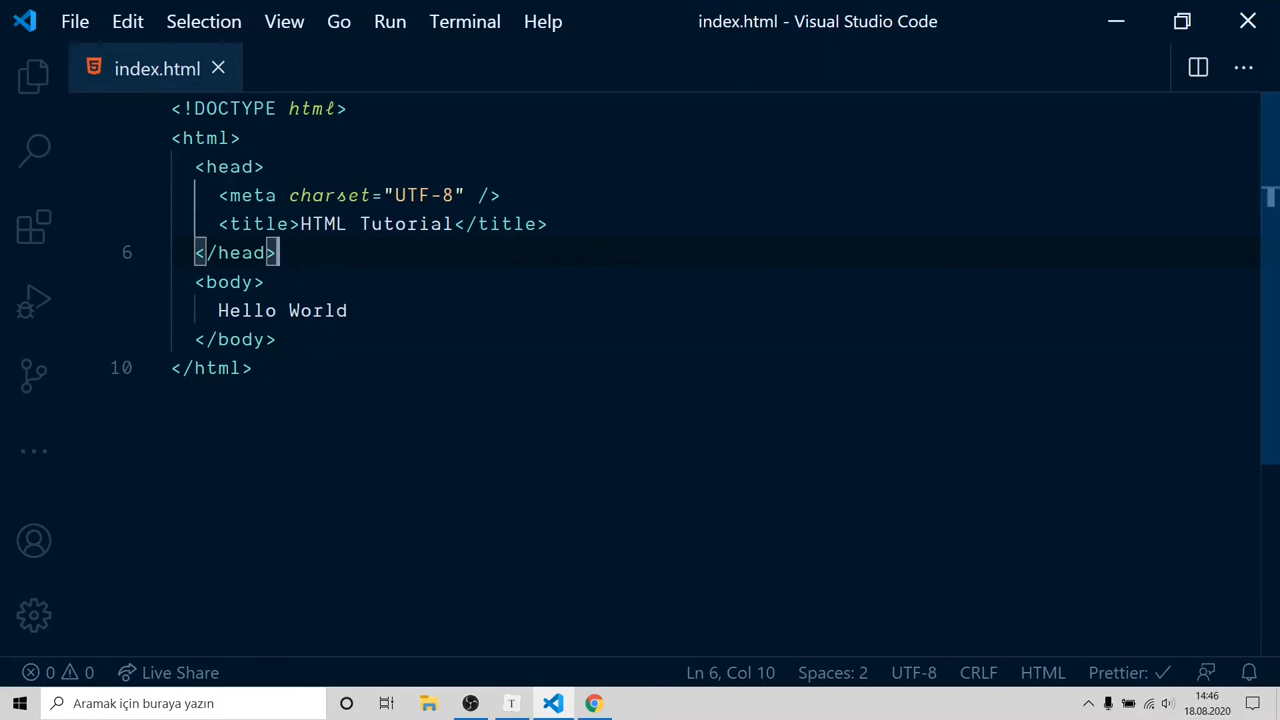 File Edit Selection View Go Run Terminal Help index.html - Visual Studio Code
index.html
<!DOCTYPE html>
<html>
<head>
<meta charset="UTF-8" />
<title>HTML Tutorial</title>
6 </head>
<body>
Hello World
</body>
10 </html>
0 0 Live Share Ln 6, Col 10 Spaces: 2 UTF-8 CRLF HTML Prettier: ✓
Aramak için buraya yazın T 14:46
18.08.2020